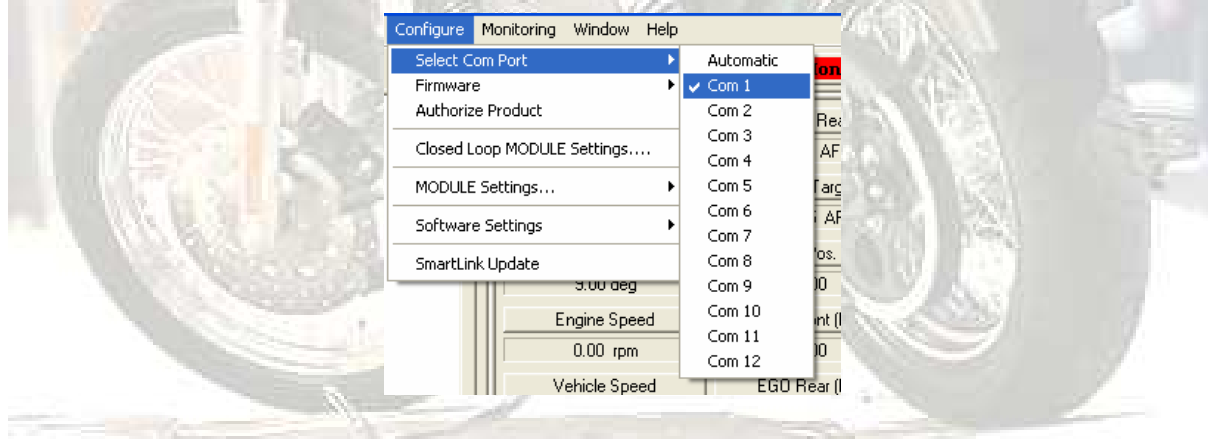 Configure Monitoring Window Help
Select Com Port
Firmware
Authorize Product
Closed Loop MODULE Settings....
MODULE Settings...
Software Settings
SmartLink Update
Automatic
Com 1
Com 2
Com 3
Com 4
Com 5
Com 6
Com 7
Com 8
Com 9
Com 10
Com 11
Com 12
AF
AF
9.00 deg
Engine Speed
0.00 rpm
Vehicle Speed
EGO Rear